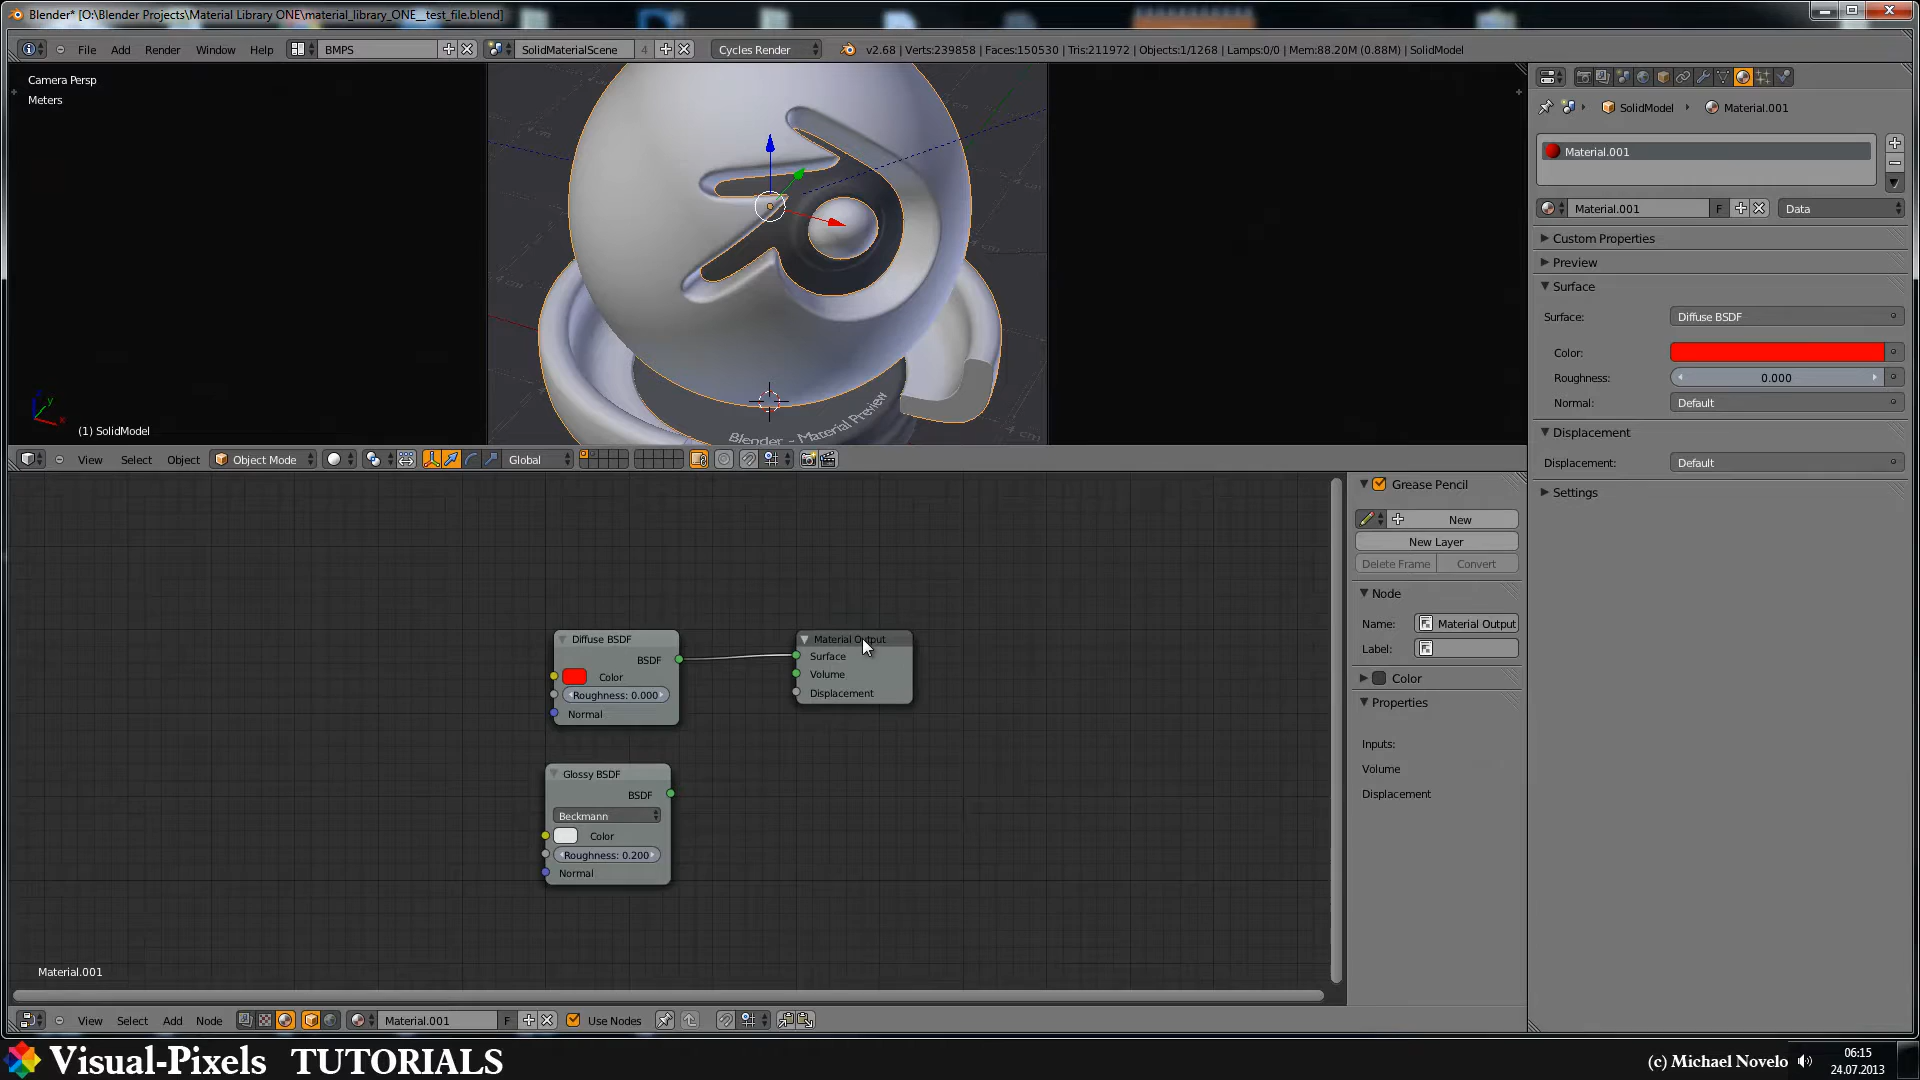 Blender* [O:\Blender Projects\Material Library ONE\material_library_ONE__test_file.blend]
File Add Render Window Help BMPS SolidMaterialScene 4 Cycles Render v2.68 | Verts:239858 | Faces:150530 | Tris:211972 | Objects:1/1268 | Lamps:0/0 | Mem:88.20M (0.88M) | SolidModel
Camera Persp
Meters
Blender - Material Preview
(1) SolidModel
View Select Object Object Mode Global
SolidModel Material.001
Material.001
Material.001 F Data
Custom Properties
Preview
Surface
Surface: Diffuse BSDF
Color:
Roughness: 0.000
Normal: Default
Displacement
Displacement: Default
Settings
Diffuse BSDF
BSDF
Color
Roughness: 0.000
Normal
Material Output
Surface
Volume
Displacement
Glossy BSDF
BSDF
Beckmann
Color
Roughness: 0.200
Normal
Material.001
Grease Pencil
New
New Layer
Delete Frame Convert
Node
Name: Material Output
Label:
Color
Properties
Inputs:
Volume
Displacement
View Select Add Node Material.001 F Use Nodes
Visual-Pixels TUTORIALS
(c) Michael Novelo
06:15
24.07.2013